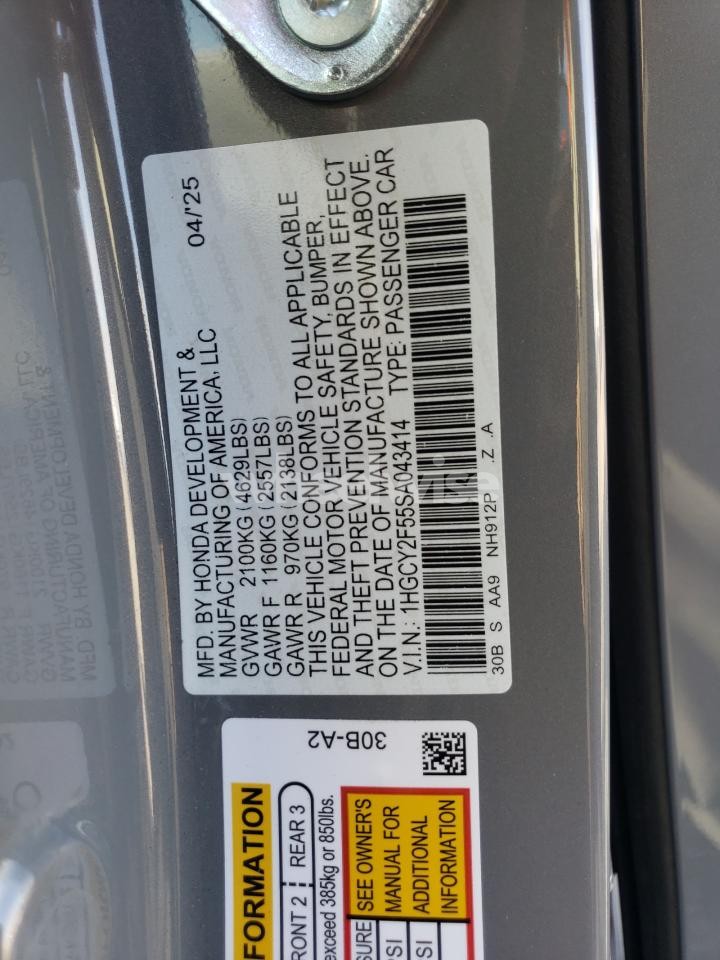 MFD. BY HONDA DEVELOPMENT & 04/'25
MANUFACTURING OF AMERICA, LLC
GVWR 2100KG (4629LBS)
GAWR F 1160KG (2557LBS)
GAWR R 970KG (2138LBS)
THIS VEHICLE CONFORMS TO ALL APPLICABLE
FEDERAL MOTOR VEHICLE SAFETY, BUMPER,
AND THEFT PREVENTION STANDARDS IN EFFECT
ON THE DATE OF MANUFACTURE SHOWN ABOVE.
V.I.N.: 1HGCY2F55SA043414 TYPE: PASSENGER CAR
30B S AA9 NH912P .Z .A
30B-A2
FORMATION
RONT 2 REAR 3
exceed 385kg or 850lbs.
SURE SEE OWNER'S
PSI MANUAL FOR
SI ADDITIONAL
INFORMATION